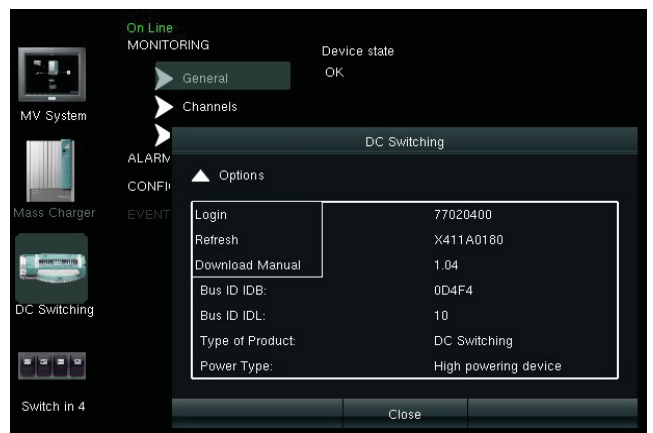 On Line
MONITORING
Device state
General
OK
Channels
MV System
DC Switching
ALARM
Options
CONFI
Mass Charger
EVENT
Login 77020400
Refresh X411A0180
Download Manual 1.04
Bus ID IDB: 0D4F4
Bus ID IDL: 10
DC Switching
Type of Product: DC Switching
Power Type: High powering device
Switch in 4
Close